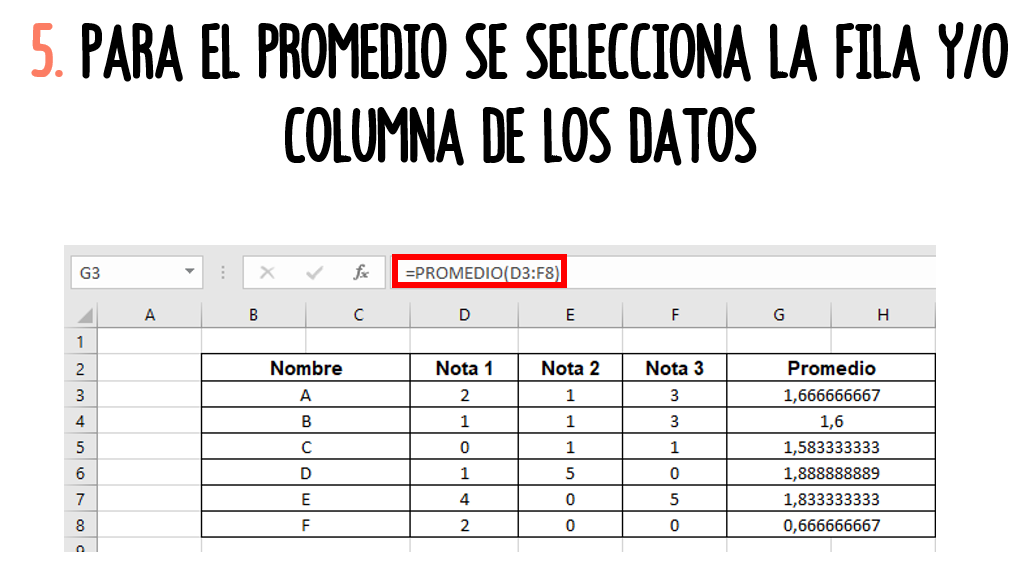 5. PARA EL PROMEDIO SE SELECCIONA LA FILA Y/O
COLUMNA DE LOS DATOS
G3 fx =PROMEDIO(D3:F8)
A B C D E F G H
1
2 Nombre Nota 1 Nota 2 Nota 3 Promedio
3 A 2 1 3 1,666666667
4 B 1 1 3 1,6
5 C 0 1 1 1,583333333
6 D 1 5 0 1,888888889
7 E 4 0 5 1,833333333
8 F 2 0 0 0,666666667
9